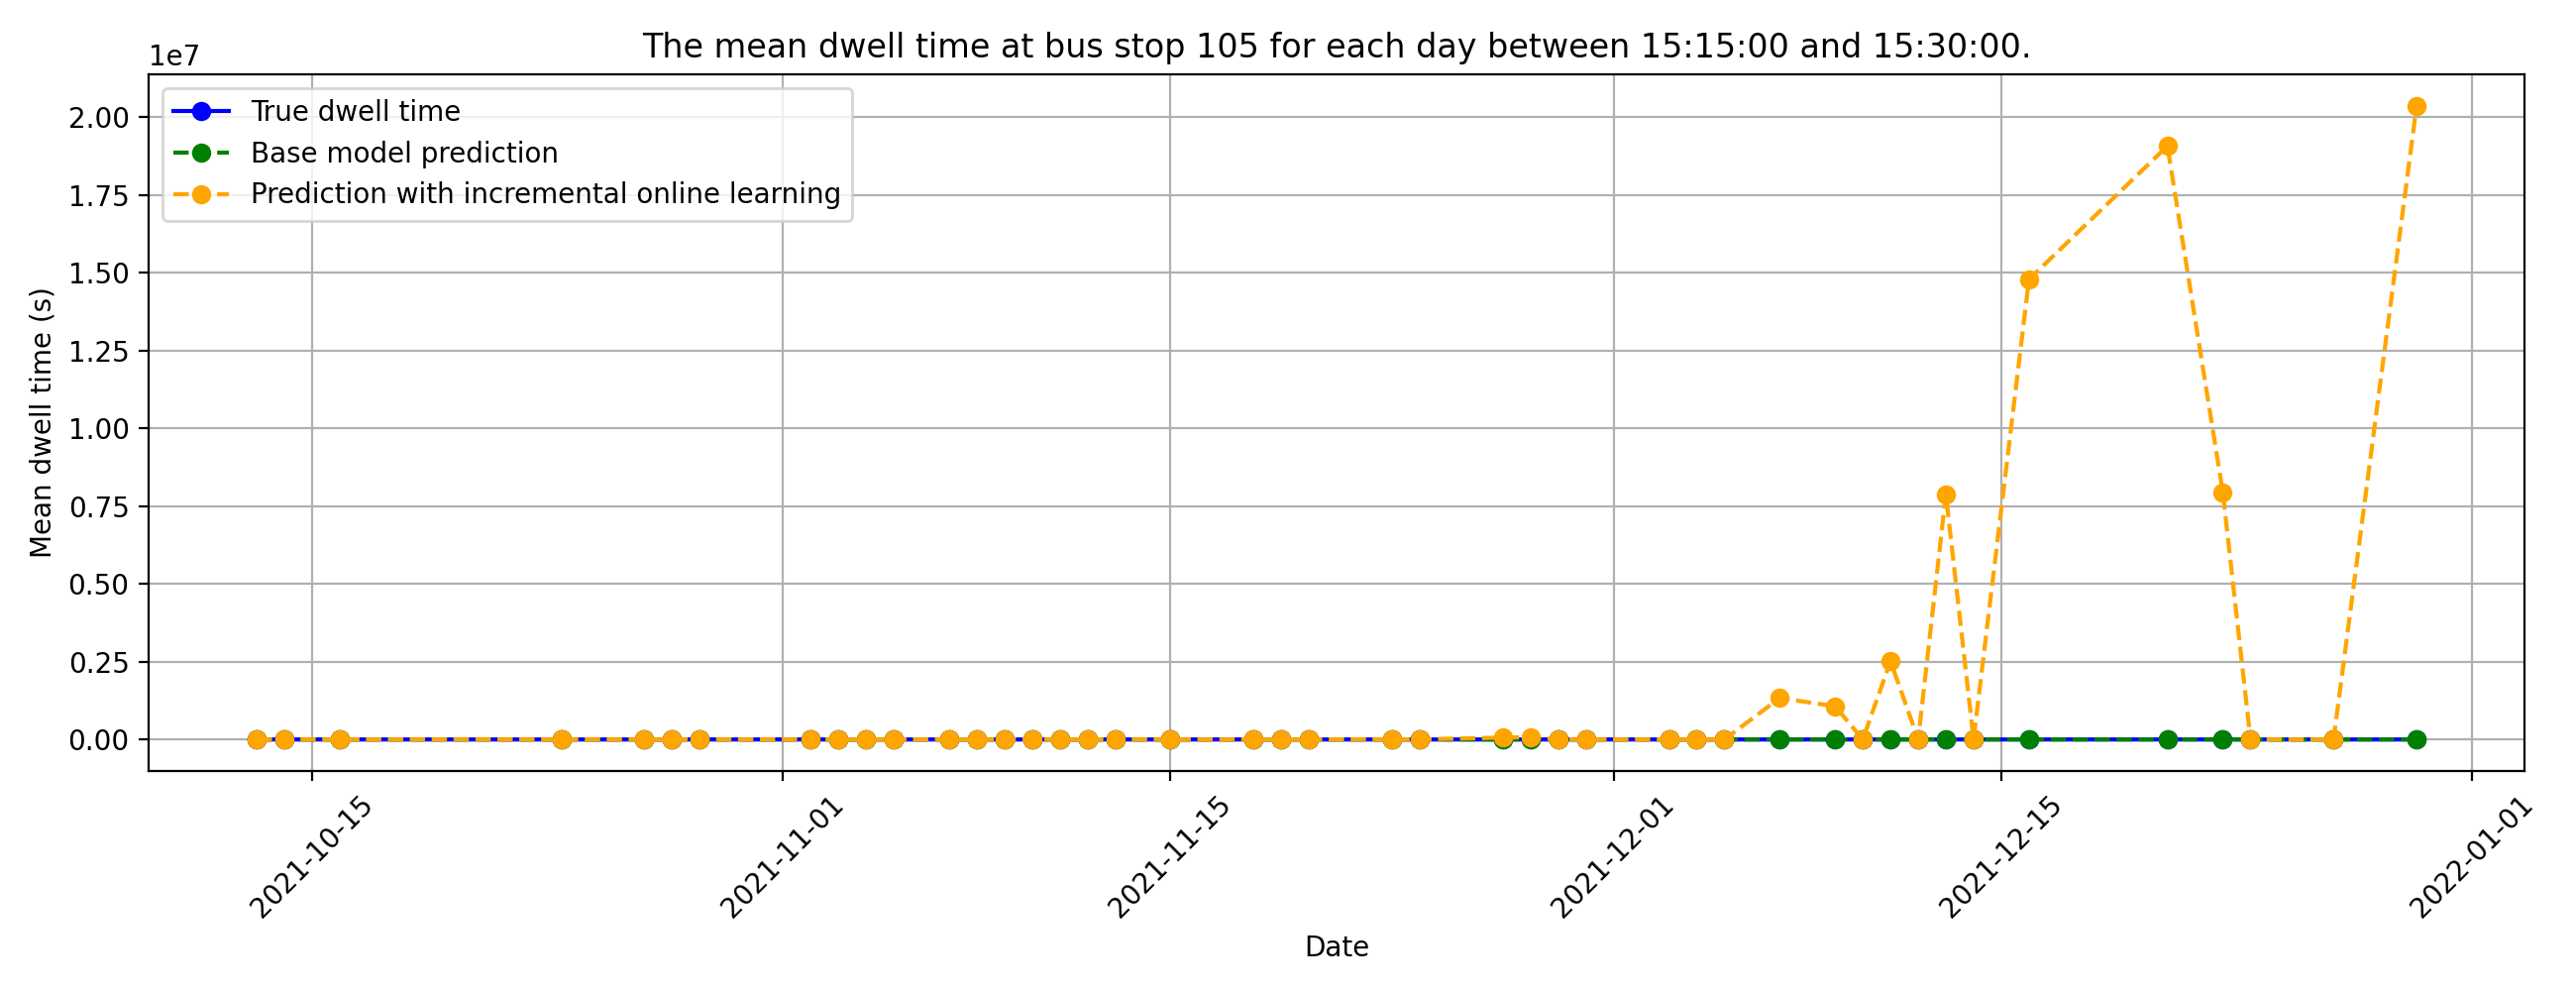 The mean dwell time at bus stop 105 for each day between 15:15:00 and 15:30:00.
1e7
True dwell time
Base model prediction
Prediction with incremental online learning
2.00
1.75
1.50
1.25
1.00
0.75
0.50
0.25
0.00
Mean dwell time (s)
2021-10-15
2021-11-01
2021-11-15
2021-12-01
2021-12-15
2022-01-01
Date